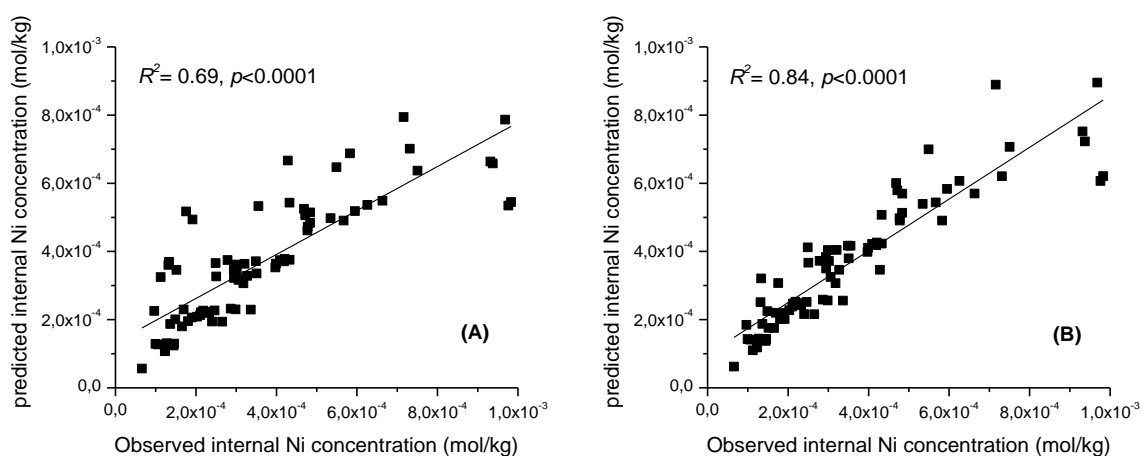 1,0x10-3
8,0x10-4
6,0x10-4
4,0x10-4
2,0x10-4
0,0
predicted internal Ni concentration (mol/kg)
R2= 0.69, p<0.0001
(A)
0,0 2,0x10-4 4,0x10-4 6,0x10-4 8,0x10-4 1,0x10-3
Observed internal Ni concentration (mol/kg)
1,0x10-3
8,0x10-4
6,0x10-4
4,0x10-4
2,0x10-4
0,0
predicted internal Ni concentration (mol/kg)
R2= 0.84, p<0.0001
(B)
0,0 2,0x10-4 4,0x10-4 6,0x10-4 8,0x10-4 1,0x10-3
Observed internal Ni concentration (mol/kg)